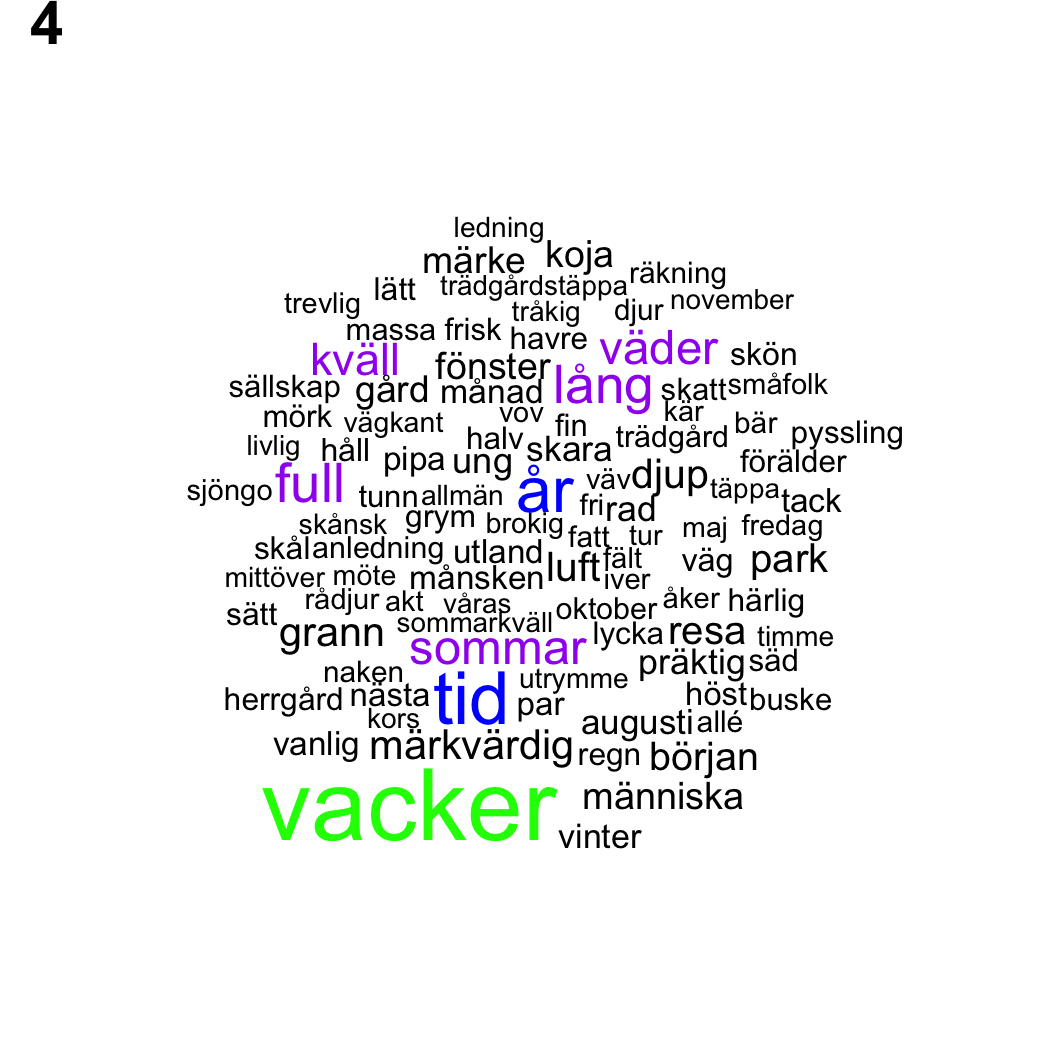 4
ledning
märke koja
räkning
lätt trädgårdstäppa
trevlig tråkig djur november
massa frisk havre
kväll fönster väder skön
sällskap gård månad lång skatt småfolk
mörk vägkant vov fin kär bär pyssling
livlig håll halv skara trädgård
pipa ung förälder
sjöngo full tunn allmän år väv djup täppa tack
skånsk grym brokig fri rad maj fredag
skål anledning utland fatt tur
mittöver möte månsken luft fält väg park
iver
sätt rådjur akt våras oktober åker härlig
grann sommarkväll lycka resa timme
sommar präktig säd
naken utrymme
herrgård nästa tid par höst buske
kors augusti allé
vanlig märkvärdig regn början
vacker människa
vinter